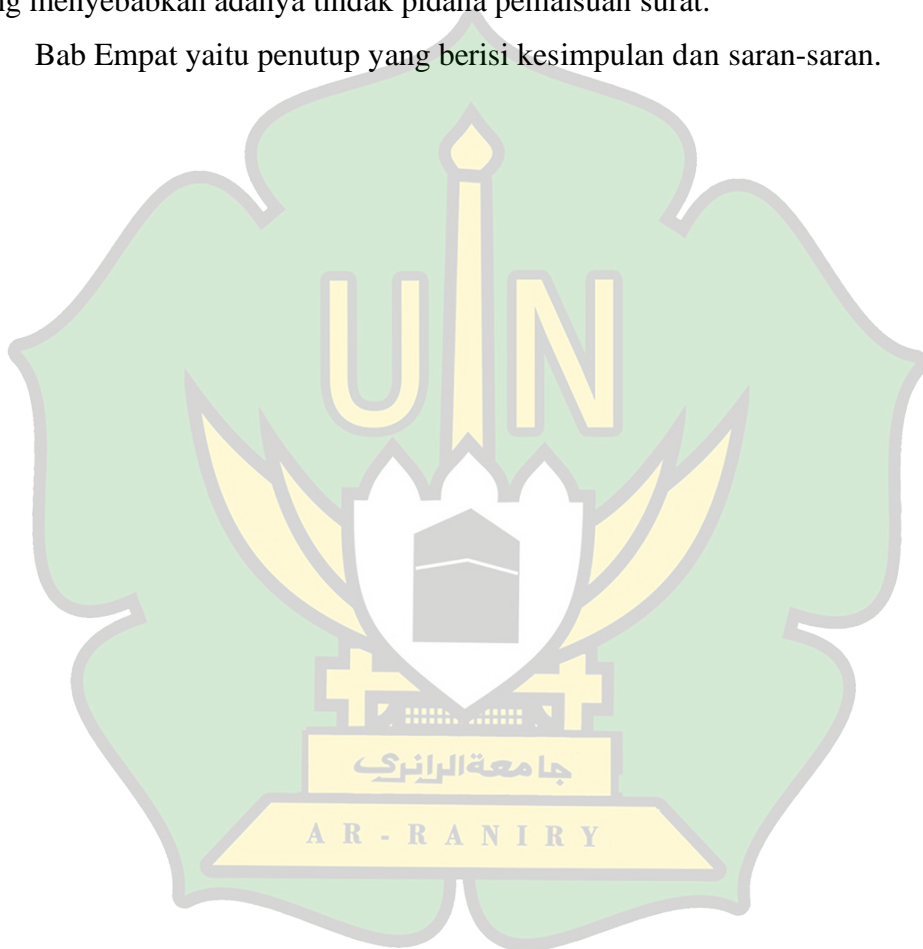 menyebabkan adanya tindak pidana pemalsuan surat.
Bab Empat yaitu penutup yang berisi kesimpulan dan saran-saran.
UIN
جامعة الرانري
AR-RANIRY